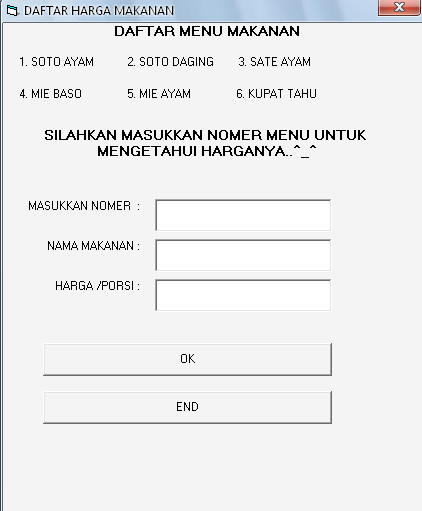 DAFTAR HARGA MAKANAN
DAFTAR MENU MAKANAN
1. SOTO AYAM 2. SOTO DAGING 3. SATE AYAM
4. MIE BASO 5. MIE AYAM 6. KUPAT TAHU
SILAHKAN MASUKKAN NOMER MENU UNTUK
MENGETAHUI HARGANYA..^_^
MASUKKAN NOMER :
NAMA MAKANAN :
HARGA /PORSI :
OK
END